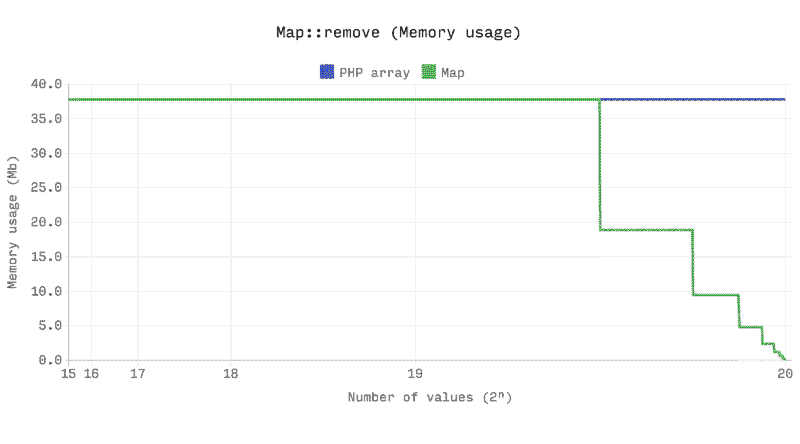 Map::remove (Memory usage)
PHP array Map
40.0
35.0
30.0
25.0
20.0
15.0
10.0
5.0
0.0
Memory usage (Mb)
15 16 17 18 19 20
Number of values (2ⁿ)